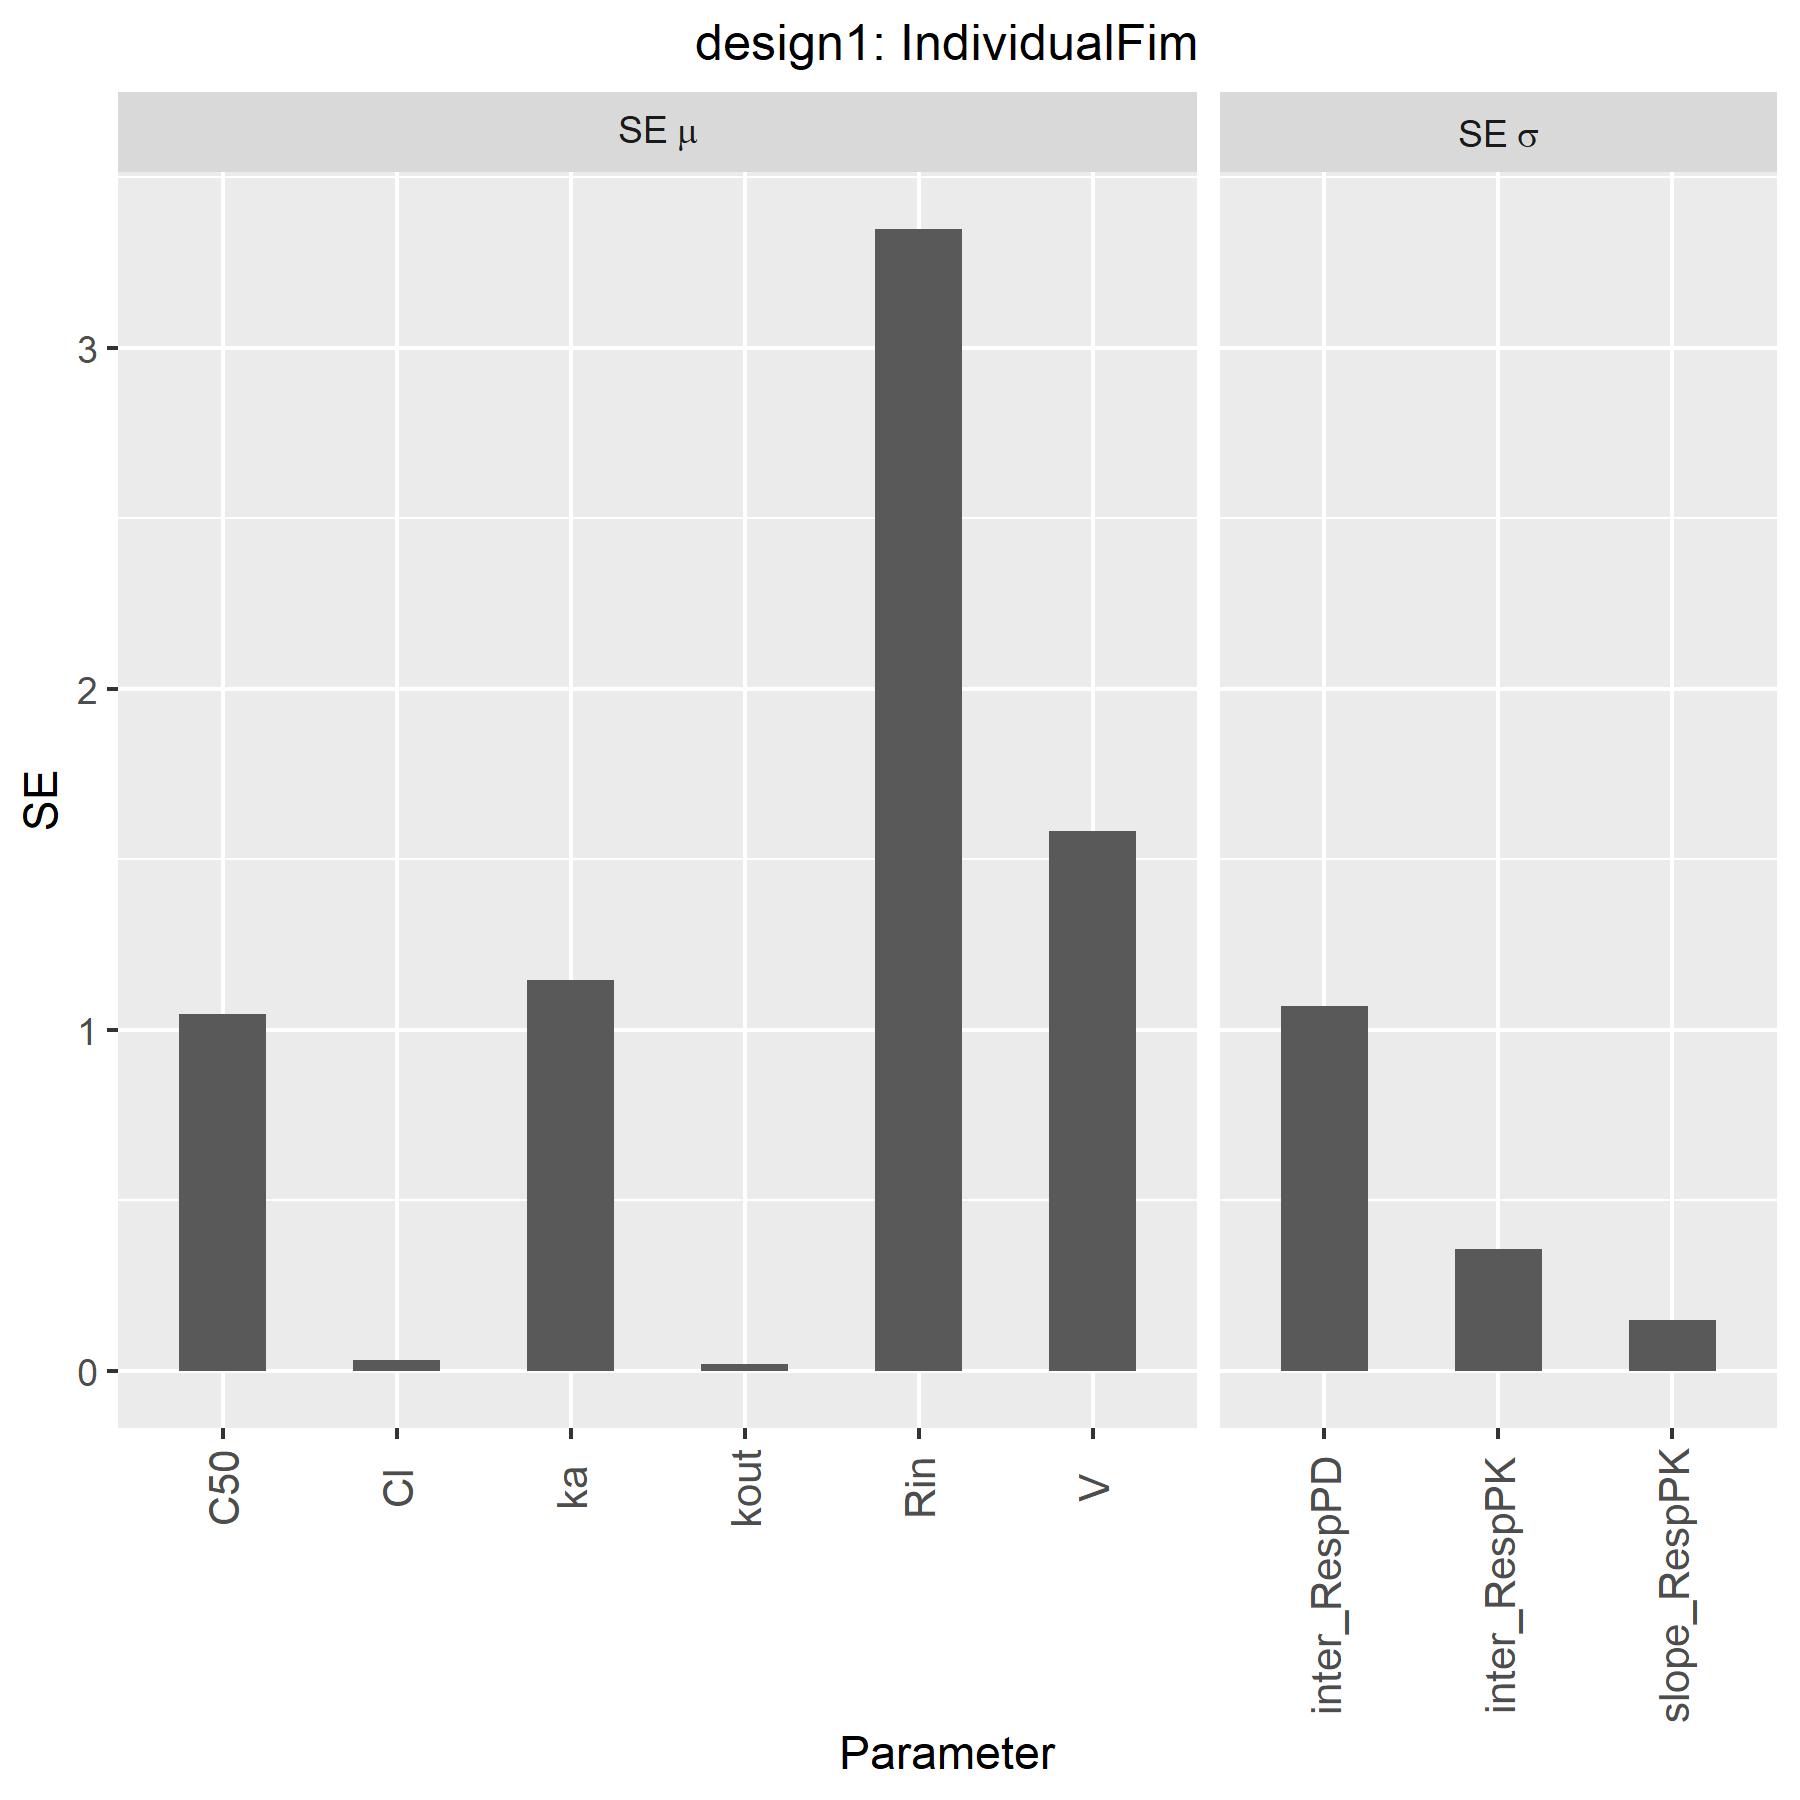 design1: IndividualFim
SE μ
SE σ
SE
3
2
1
0
C50
Cl
ka
kout
Rin
V
inter_RespPD
inter_RespPK
slope_RespPK
Parameter